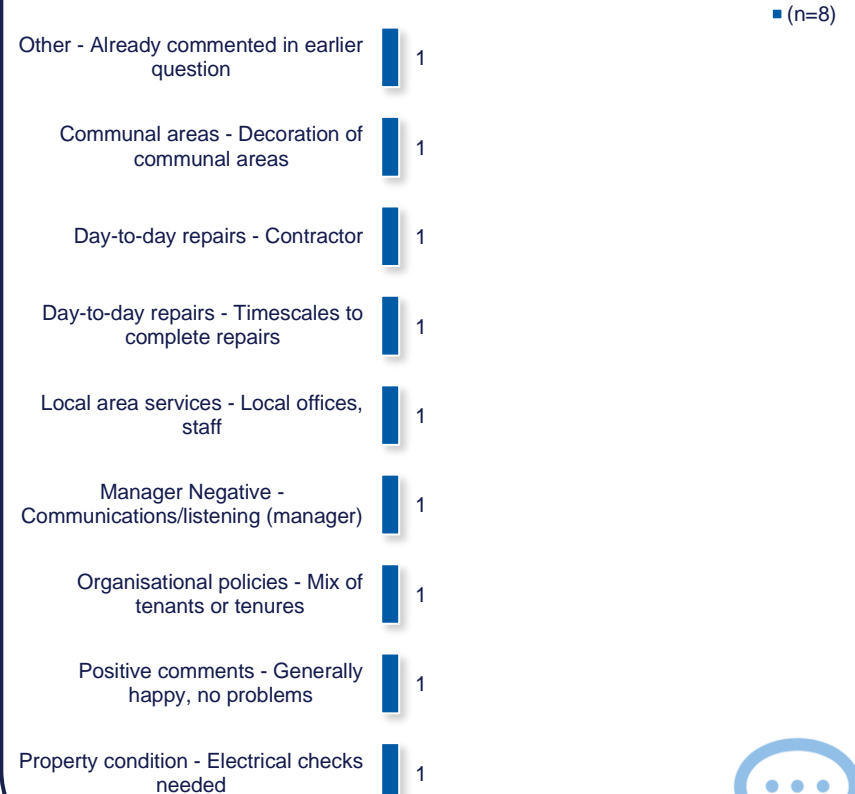 (n=8)
Other - Already commented in earlier
question
1
Communal areas - Decoration of
communal areas
1
Day-to-day repairs - Contractor
1
Day-to-day repairs - Timescales to
complete repairs
1
Local area services - Local offices,
staff
1
Manager Negative -
Communications/listening (manager)
1
Organisational policies - Mix of
tenants or tenures
1
Positive comments - Generally
happy, no problems
1
Property condition - Electrical checks
needed
1